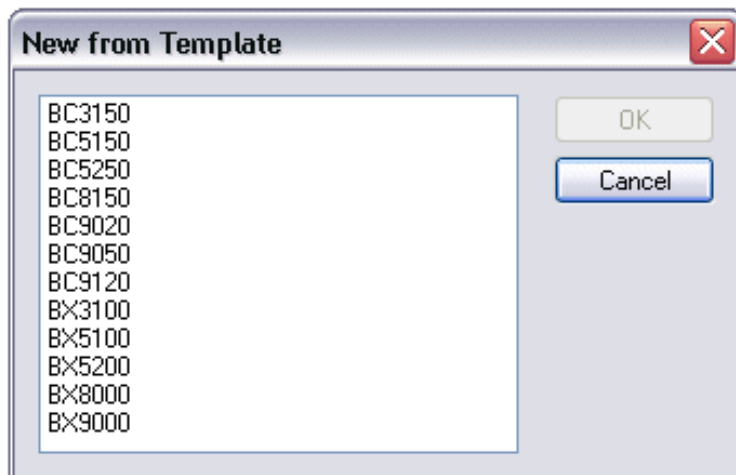 New from Template
BC3150
BC5150
BC5250
BC8150
BC9020
BC9050
BC9120
BX3100
BX5100
BX5200
BX8000
BX9000
OK
Cancel